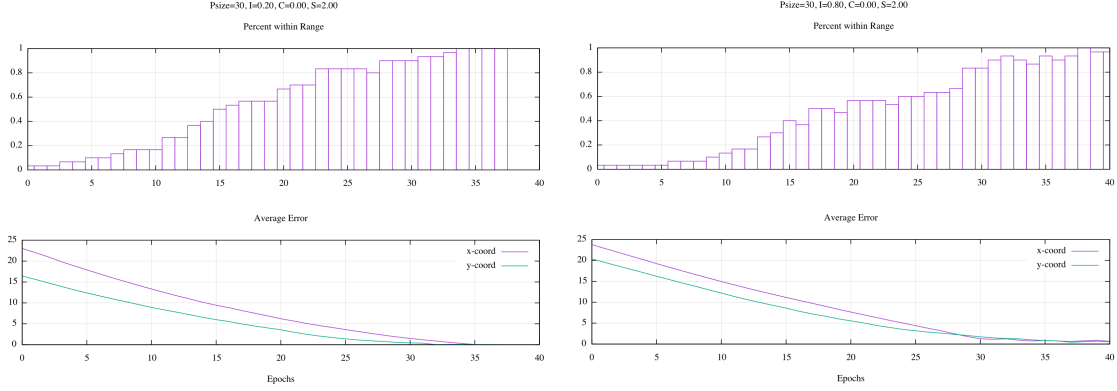 Psize=30, I=0.20, C=0.00, S=2.00
Percent within Range
1
0.8
0.6
0.4
0.2
0
0 5 10 15 20 25 30 35 40
Average Error
25
20
15
10
5
0
x-coord
y-coord
0 5 10 15 20 25 30 35 40
Epochs
Psize=30, I=0.80, C=0.00, S=2.00
Percent within Range
1
0.8
0.6
0.4
0.2
0
0 5 10 15 20 25 30 35 40
Average Error
25
20
15
10
5
0
x-coord
y-coord
0 5 10 15 20 25 30 35 40
Epochs